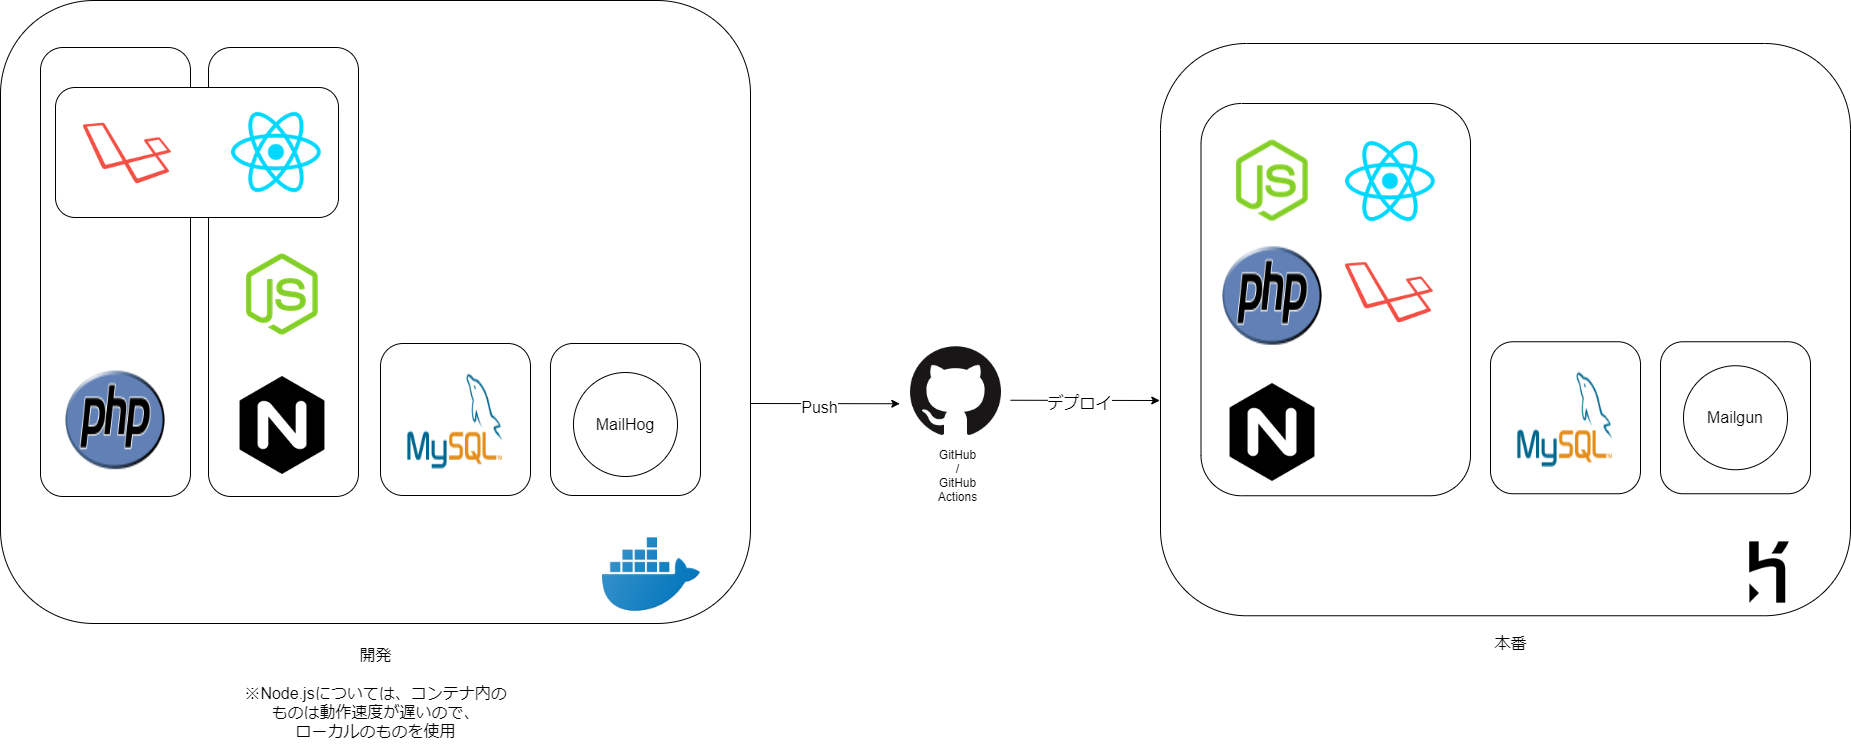 JS
JS
php
php
N
MySQL™
MailHog
Push
デプロイ
GitHub
/
GitHub
Actions
N
MySQL™
Mailgun
開発
本番
※Node.jsについては、コンテナ内の
ものは動作速度が遅いので、
ローカルのものを使用